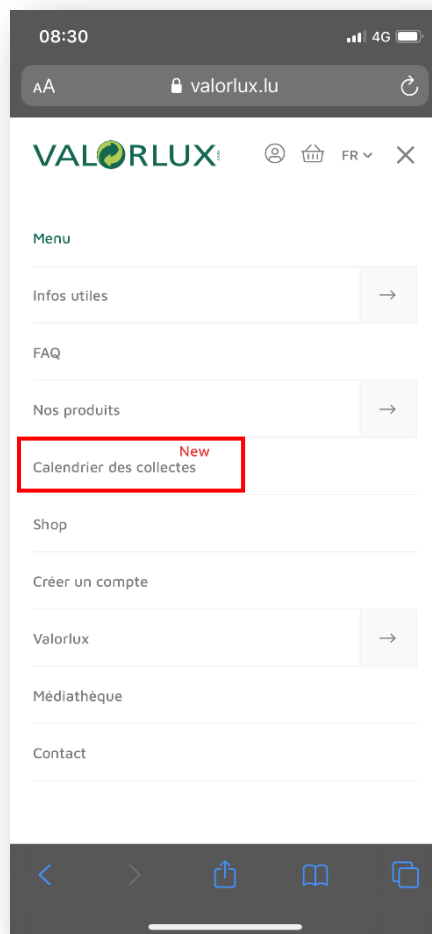 08:30
4G
AA
valorlux.lu
VALORLUX
FR
Menu
Infos utiles
FAQ
Nos produits
New
Calendrier des collectes
Shop
Créer un compte
Valorlux
Médiathèque
Contact